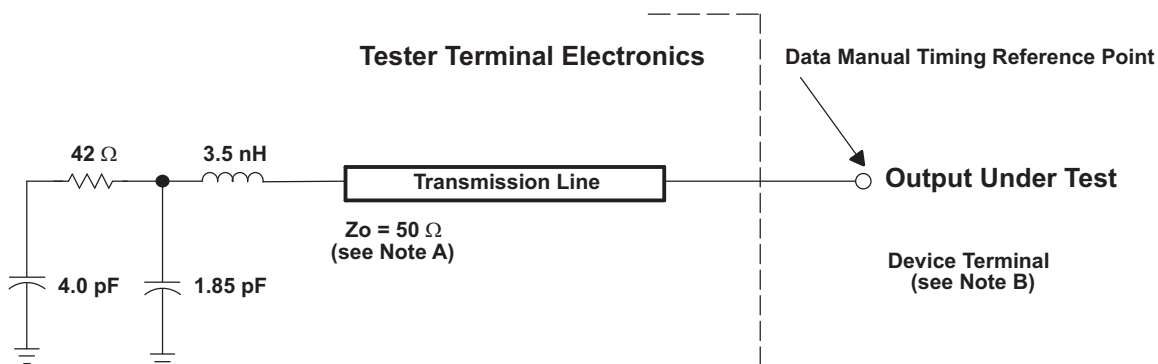 Tester Terminal Electronics
Data Manual Timing Reference Point
42 Ω
3.5 nH
Transmission Line
Output Under Test
Zo = 50 Ω
(see Note A)
4.0 pF
1.85 pF
Device Terminal
(see Note B)